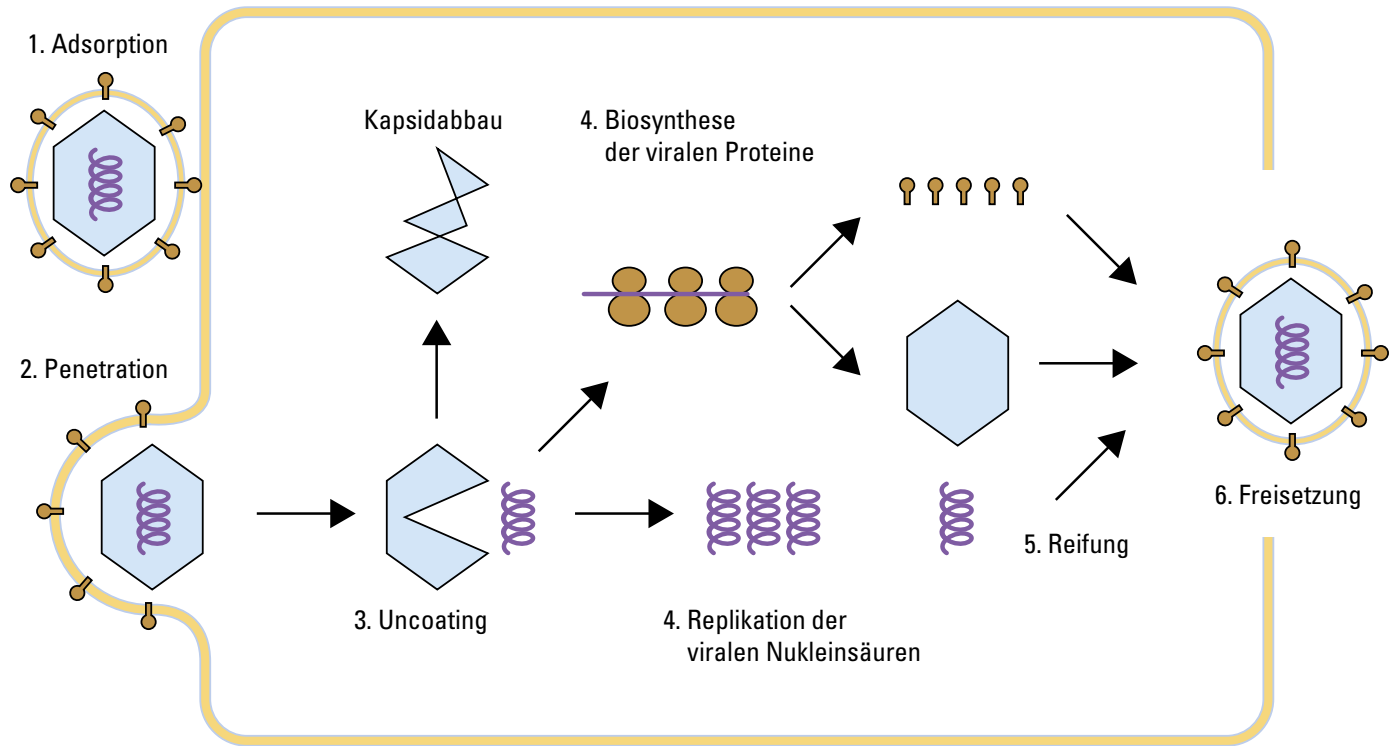 1. Adsorption
Kapsidabbau
4. Biosynthese
der viralen Proteine
2. Penetration
3. Uncoating
4. Replikation der
viralen Nukleinsäuren
5. Reifung
6. Freisetzung